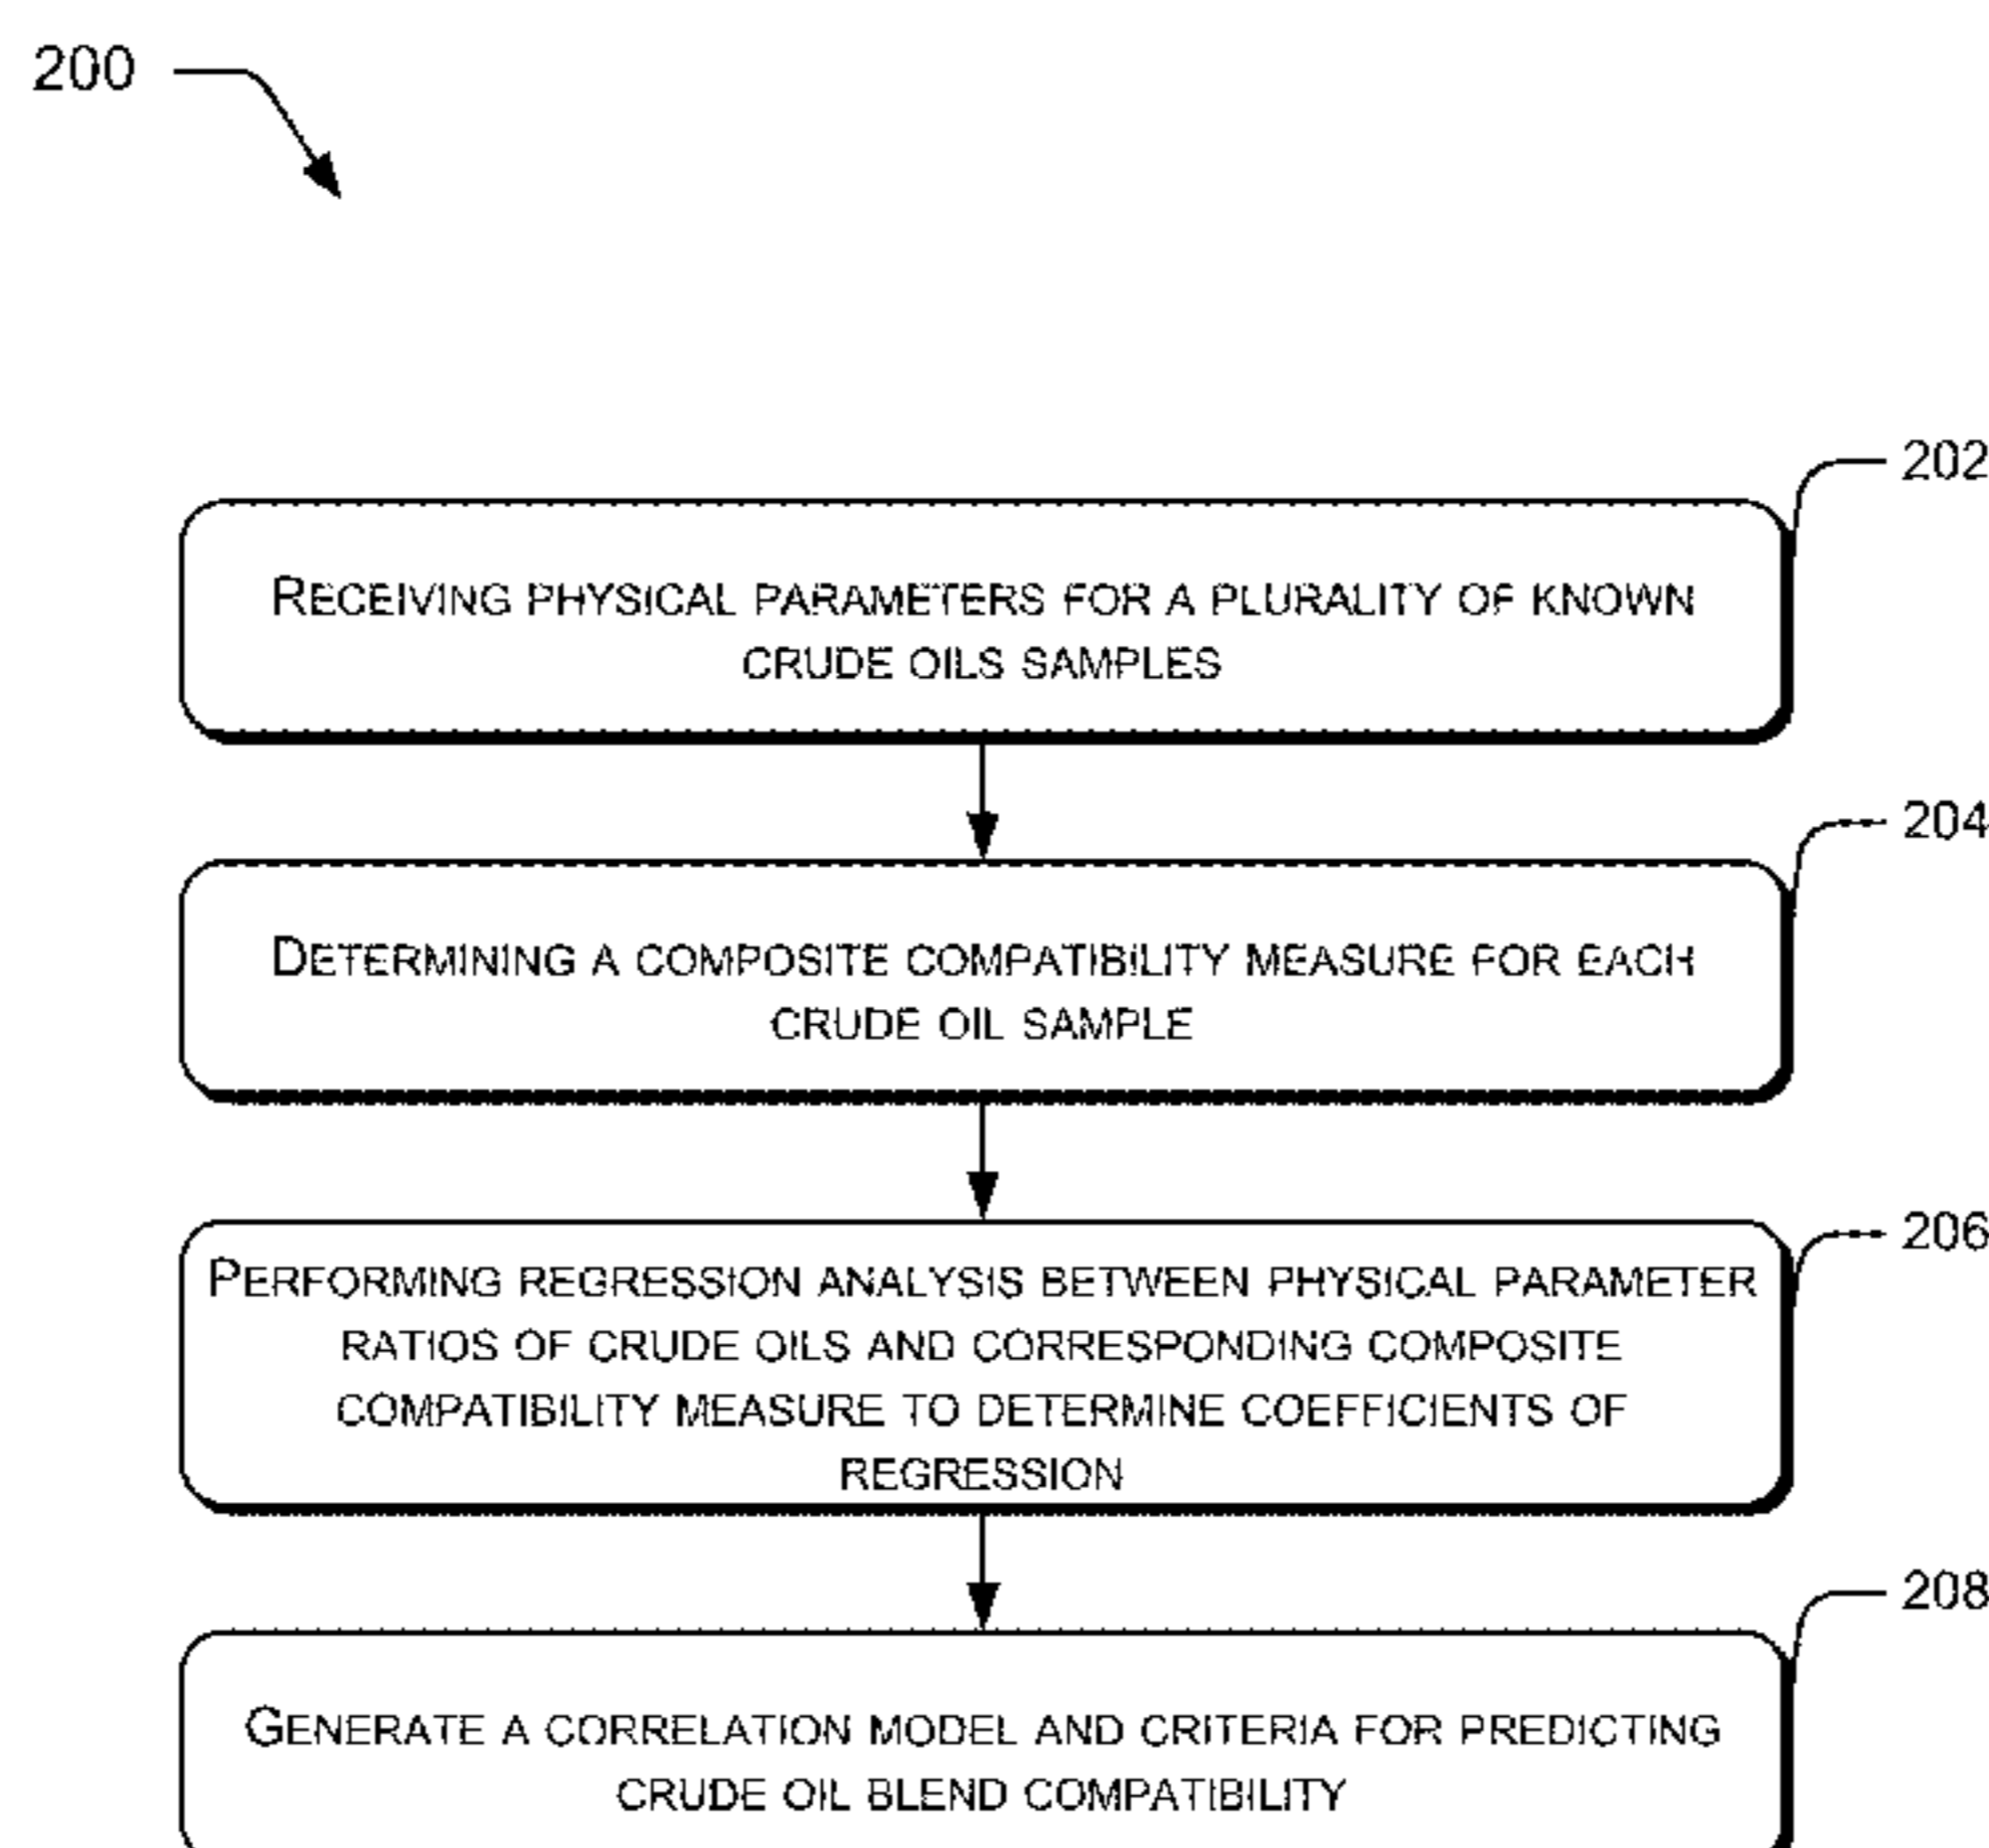 200
202
RECEIVING PHYSICAL PARAMETERS FOR A PLURALITY OF KNOWN
CRUDE OILS SAMPLES
204
DETERMINING A COMPOSITE COMPATIBILITY MEASURE FOR EACH
CRUDE OIL SAMPLE
206
PERFORMING REGRESSION ANALYSIS BETWEEN PHYSICAL PARAMETER
RATIOS OF CRUDE OILS AND CORRESPONDING COMPOSITE
COMPATIBILITY MEASURE TO DETERMINE COEFFICIENTS OF
REGRESSION
208
GENERATE A CORRELATION MODEL AND CRITERIA FOR PREDICTING
CRUDE OIL BLEND COMPATIBILITY